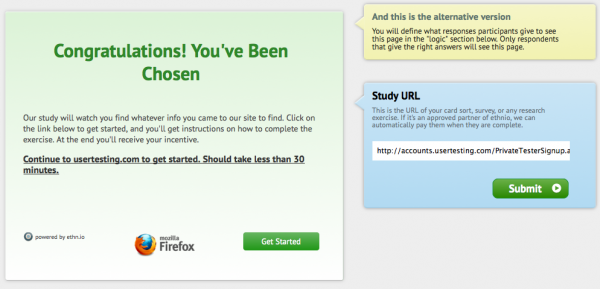 Congratulations! You've Been
Chosen
Our study will watch you find whatever info you came to our site to find. Click
on the link below to get started, and you'll get instructions on how to complete the
exercise. At the end you'll receive your incentive.
Continue to usertesting.com to get started. Should take less than 30
minutes.
powered by ethn.io
mozilla
Firefox
Get Started
And this is the alternative version
You will define what responses participants give to see
this page in the "logic" section below. Only respondents
that give the right answers will see this page.
Study URL
This is the URL of your card sort, survey, or any research
exercise. If it's an approved partner of ethnio, we can
automatically pay them when they are complete.
http://accounts.usertesting.com/PrivateTesterSignup.a
Submit